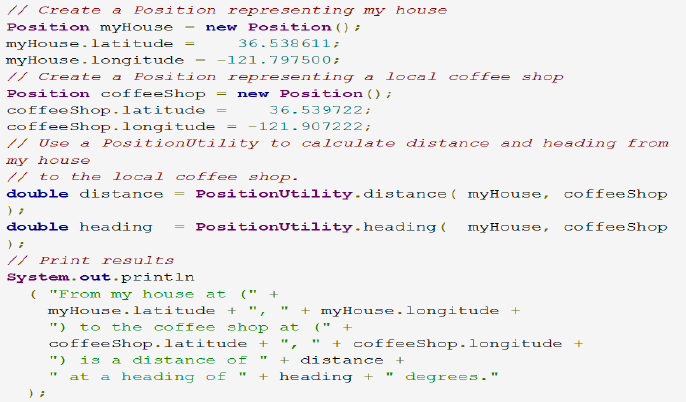 // Create a Position representing my house
Position myHouse = new Position();
myHouse.latitude =    36.538611;
myHouse.longitude = -121.797500;
// Create a Position representing a local coffee shop
Position coffeeShop = new Position();
coffeeShop.latitude =    36.539722;
coffeeShop.longitude = -121.907222;
// Use a PositionUtility to calculate distance and heading from
my house
// to the local coffee shop.
double distance = PositionUtility.distance( myHouse, coffeeShop
);
double heading  = PositionUtility.heading(  myHouse, coffeeShop
);
// Print results
System.out.println
  ( "From my house at (" +
    myHouse.latitude + ", " + myHouse.longitude +
    ") to the coffee shop at (" +
    coffeeShop.latitude + ", " + coffeeShop.longitude +
    ") is a distance of " + distance +
    " at a heading of " + heading + " degrees."
  );